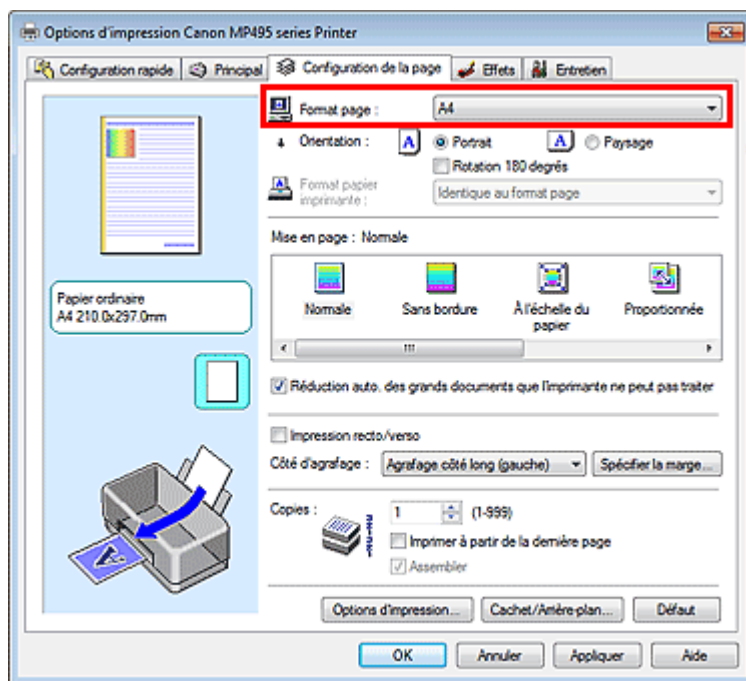 Options d'impression Canon MP495 series Printer
Configuration rapide Principal Configuration de la page Effets Entretien
Format page : A4
Orientation : A Portrait A Paysage
Rotation 180 degrés
Format papier imprimante : Identique au format page
Mise en page : Normale
Normale Sans bordure À l'échelle du papier Proportionnée
Papier ordinaire
A4 210.0x297.0mm
Réduction auto. des grands documents que l'imprimante ne peut pas traiter
Impression recto/verso
Côté d'agrafage : Agrafage côté long (gauche) Spécifier la marge...
Copies : 1 (1-999)
Imprimer à partir de la dernière page
Assembler
Options d'impression... Cachet/Arrière-plan... Défaut
OK Annuler Appliquer Aide